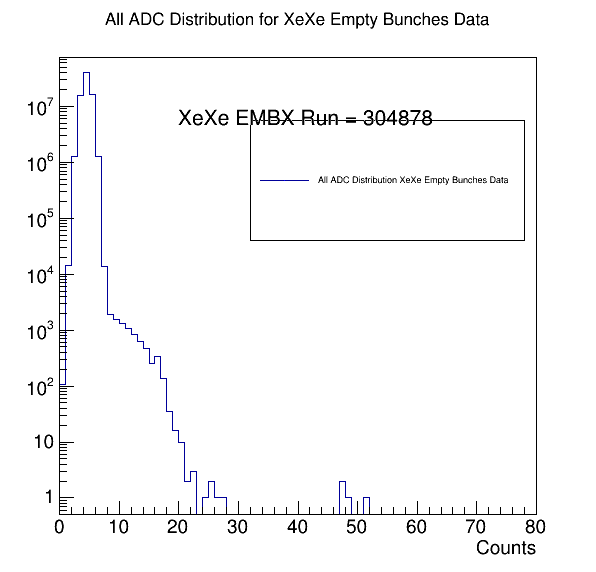 All ADC Distribution for XeXe Empty Bunches Data
XeXe EMBX Run = 304878
All ADC Distribution XeXe Empty Bunches Data
10⁷
10⁶
10⁵
10⁴
10³
10²
10
1
0 10 20 30 40 50 60 70 80
Counts